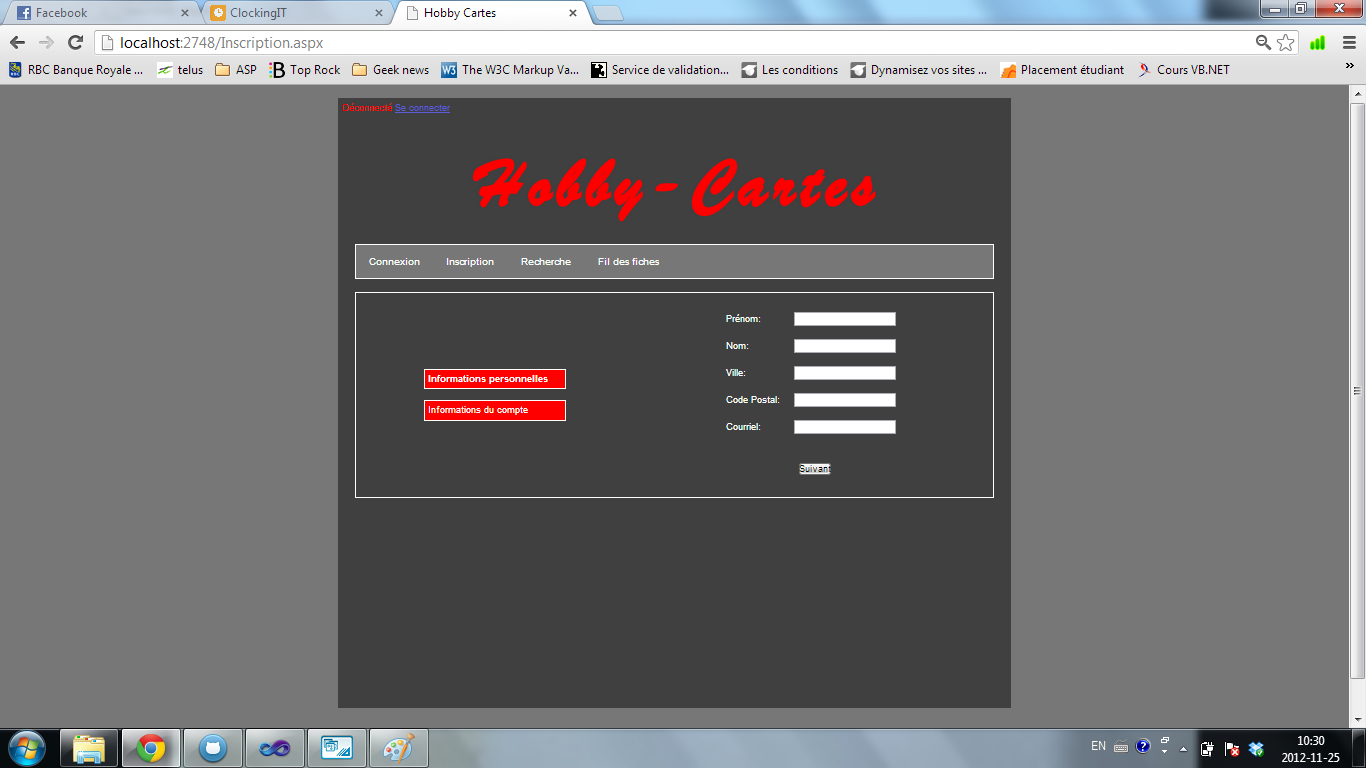 Facebook ClockingIT Hobby Cartes
localhost:2748/Inscription.aspx
RBC Banque Royale ... telus ASP Top Rock Geek news The W3C Markup Va... Service de validation... Les conditions Dynamisez vos sites ... Placement étudiant Cours VB.NET »
Déconnecté Se connecter
Hobby-Cartes
Connexion Inscription Recherche Fil des fiches
Prénom:
Nom:
Ville:
Code Postal:
Courriel:
Informations personnelles
Informations du compte
Suivant
EN 10:30
2012-11-25